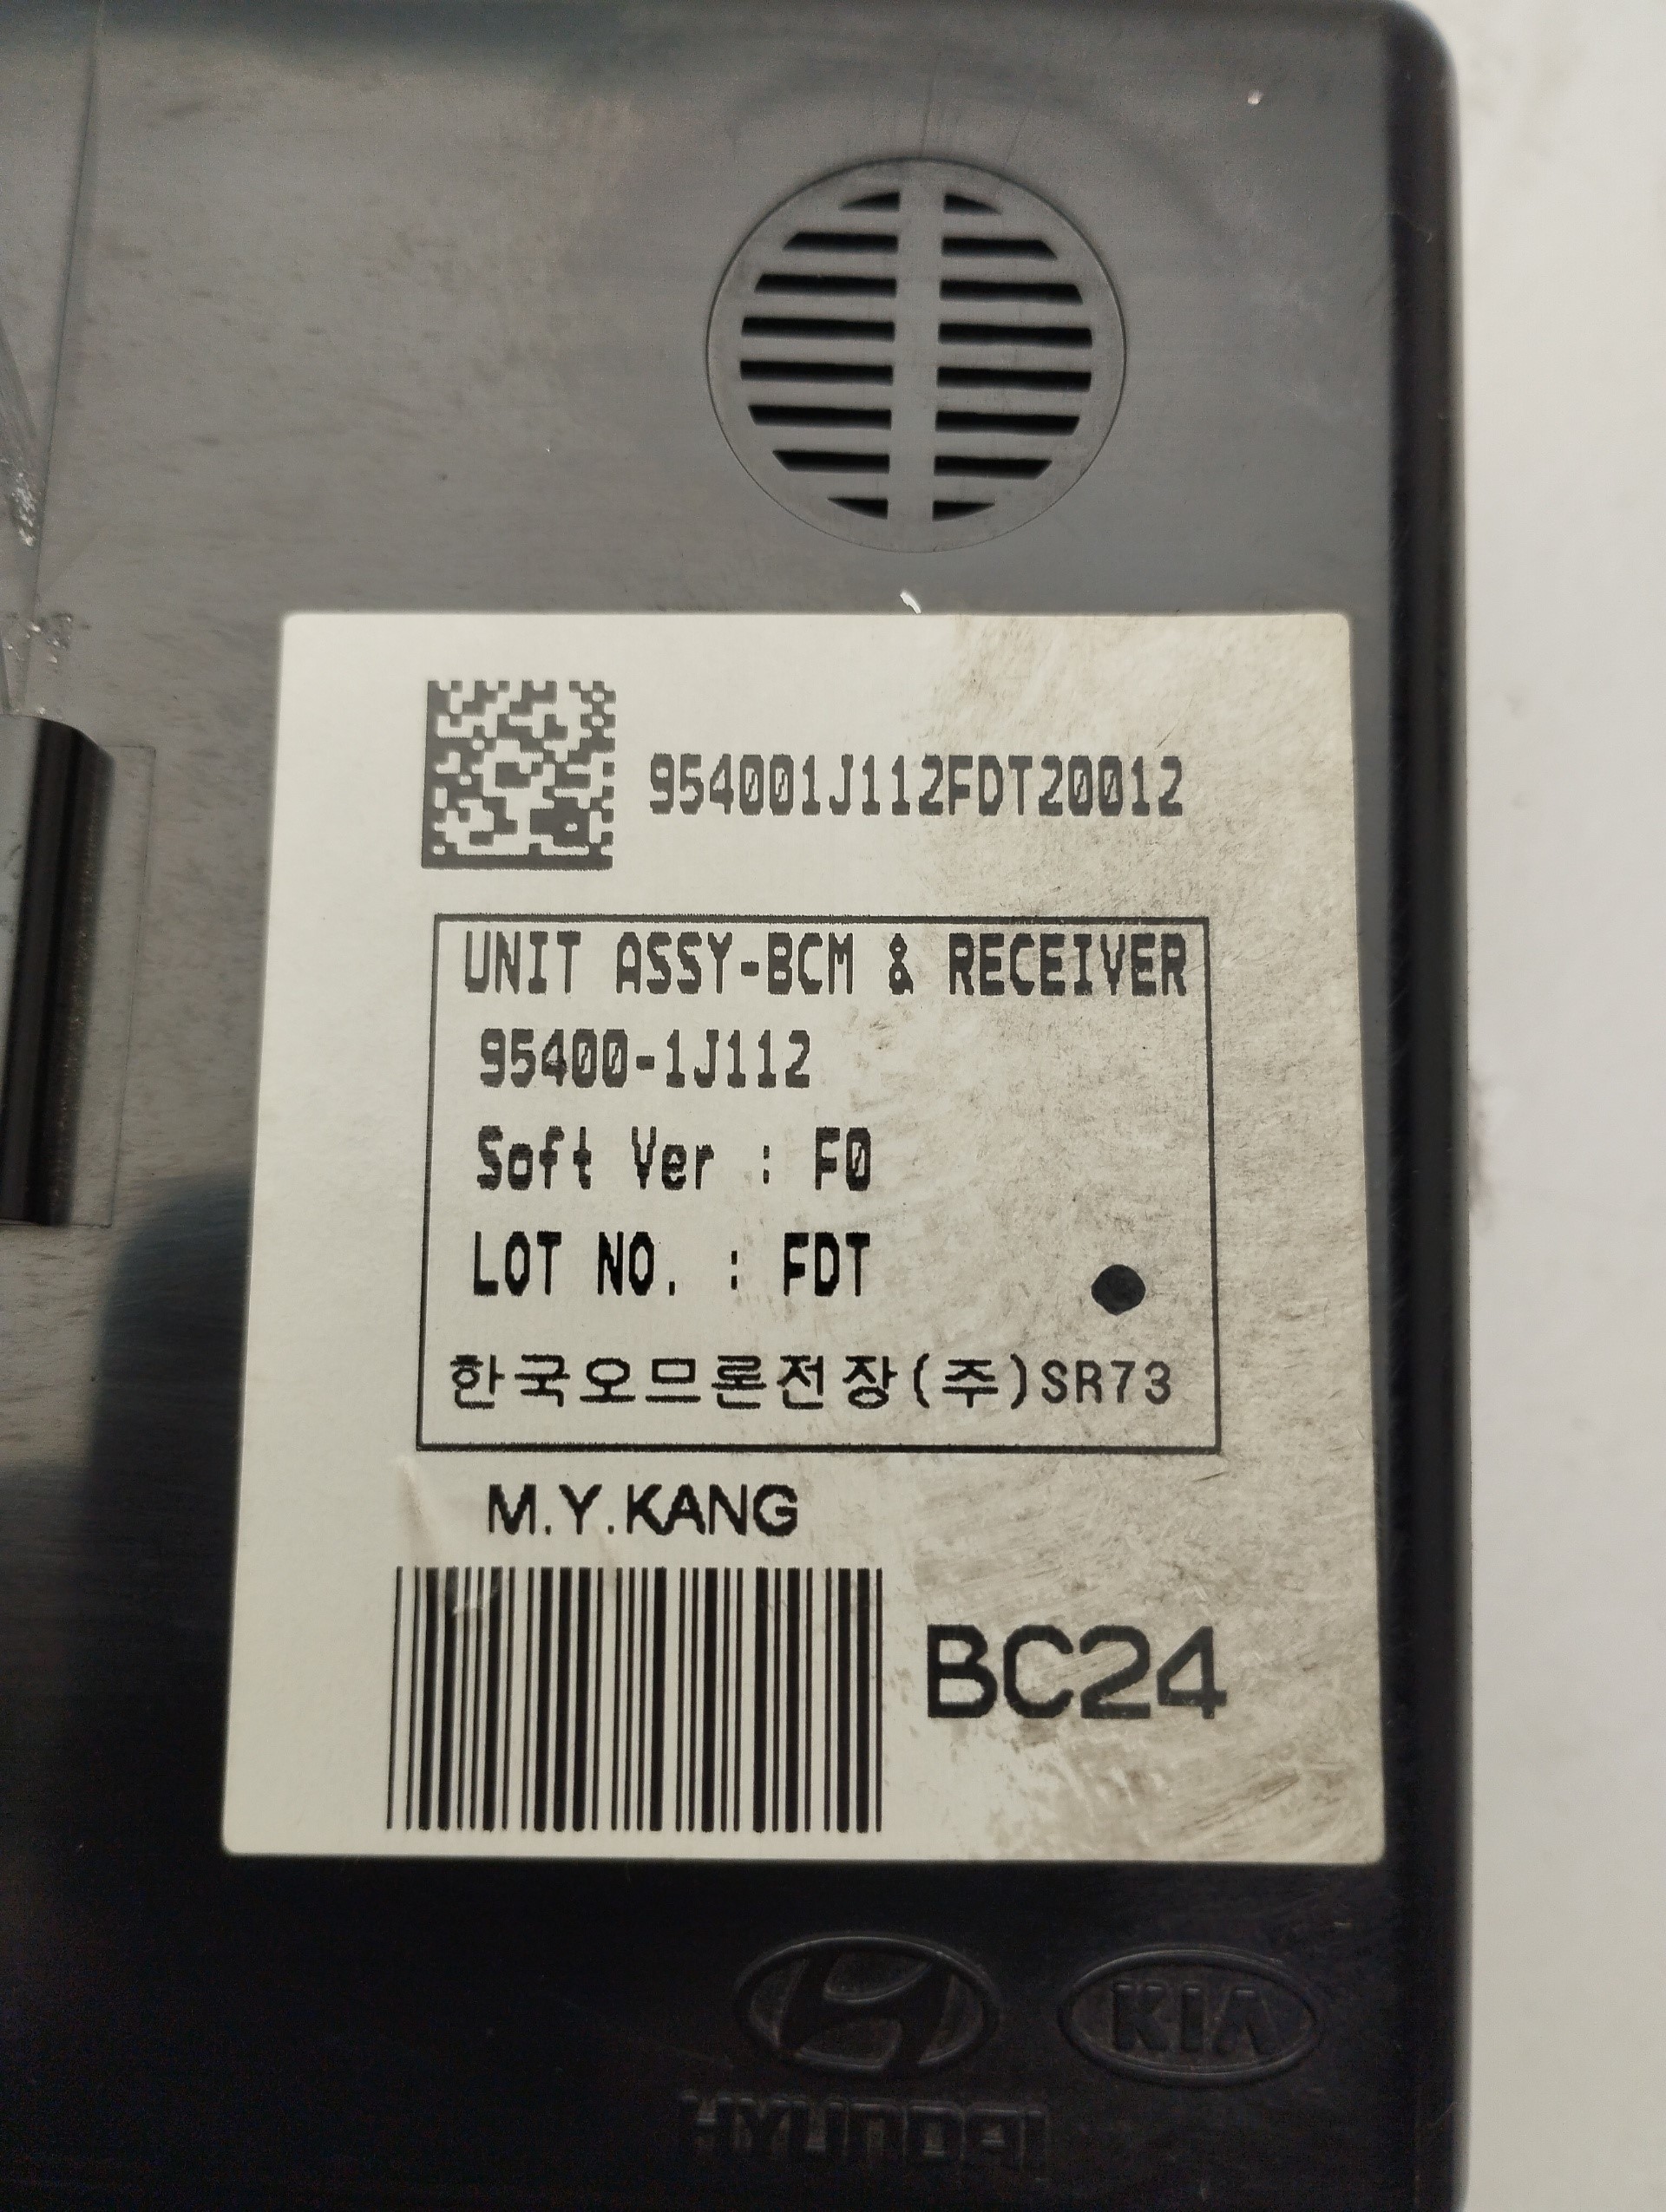 954001J112FDT20012
UNIT ASSY-BCM & RECEIVER
95400-1J112
Soft Ver : F0
LOT NO. : FDT
한국오므론전장(주)SR73
M.Y.KANG
BC24
KIA
HYUNDAI